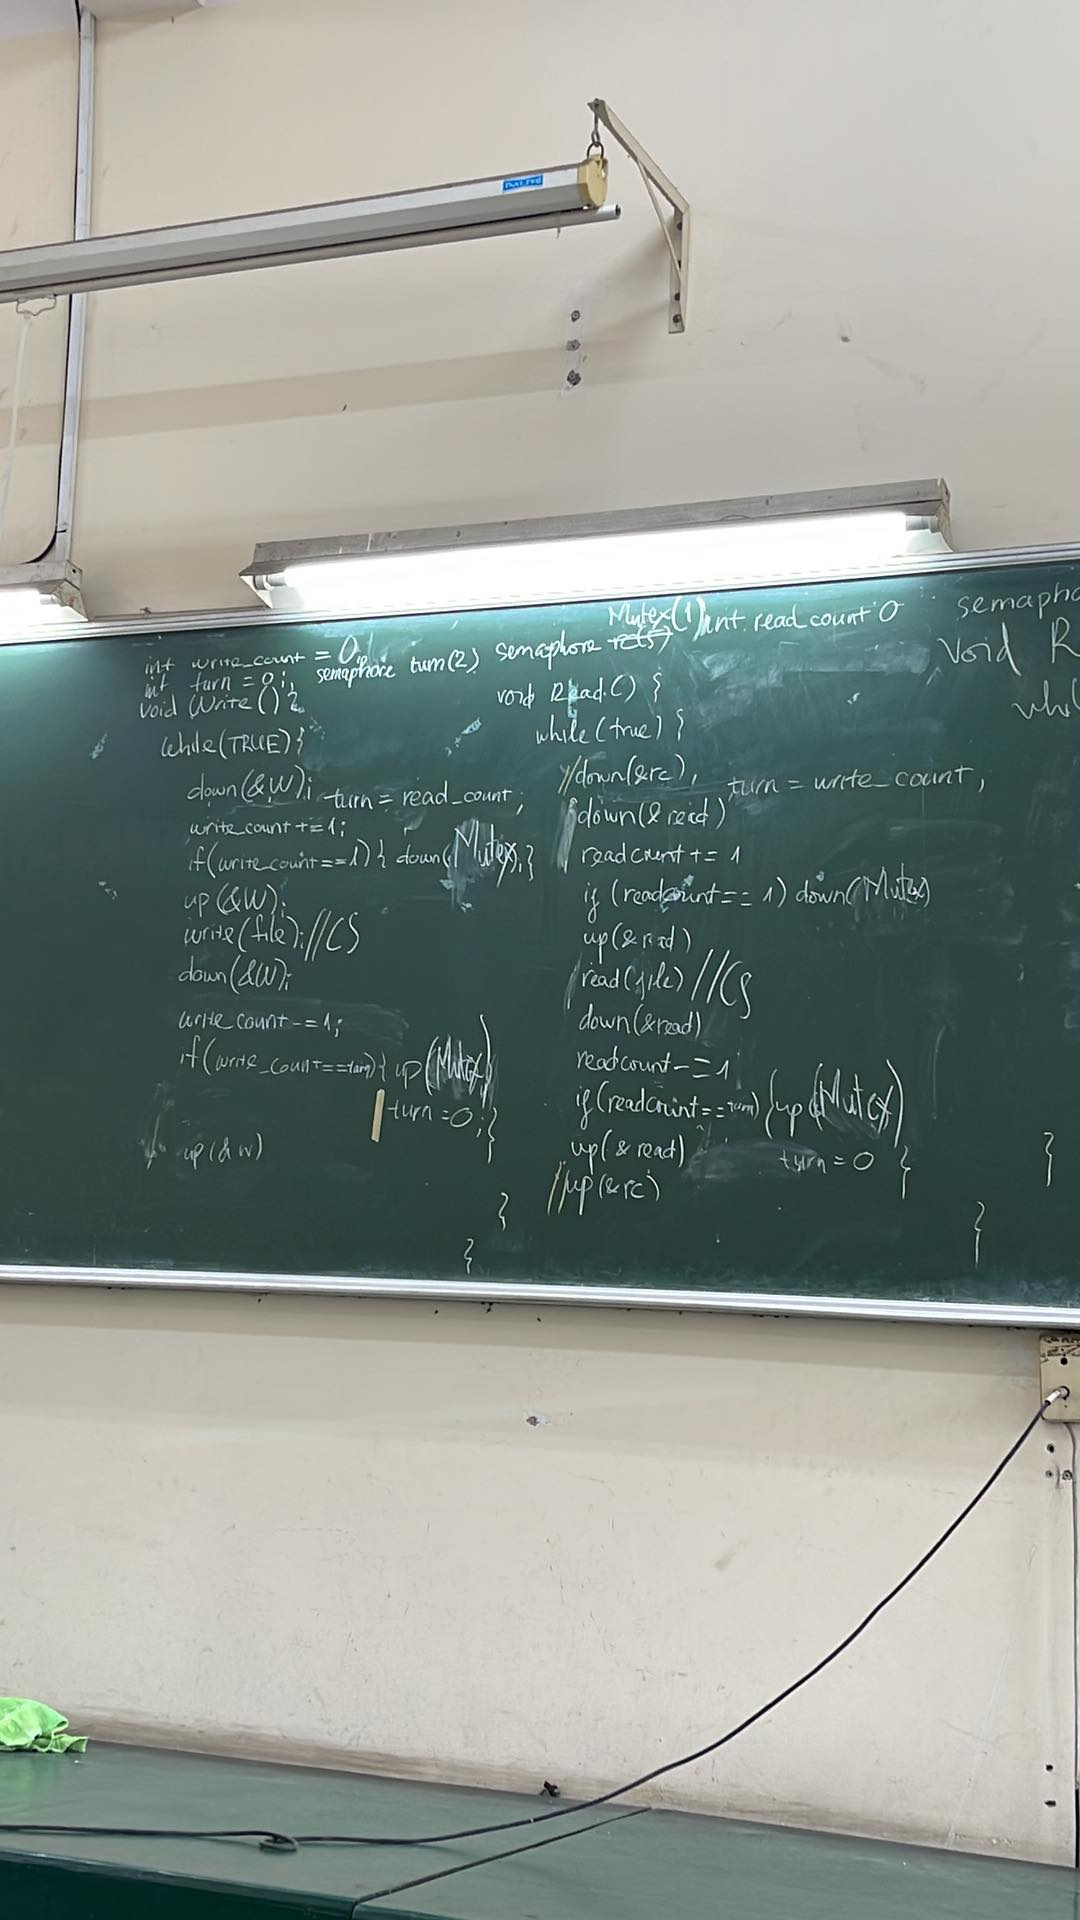 int write_count = 0;
int turn = 0;
semaphore turn(2)
void Write() {
while(TRUE) {
down(&W); turn = read_count;
write_count += 1;
if(write_count==1) { down(Mutex); }
up(&W);
write(file); //CS
down(&W);
write_count -= 1;
if(write_count==turn) { up(Mutex)
turn = 0; }
up(&W)
}
}
Mutex(1) int read_count 0
semaphore rc(5)
void Read() {
while(true) {
//down(&rc), turn = write_count,
down(&read)
readcount += 1
if (readcount == 1) down(Mutex)
up(&read)
read(file) //CS
down(&read)
readcount -= 1
if(readcount==turn) {up(Mutex)
up(&read) turn = 0 }
//up(&rc)
}
}
void R